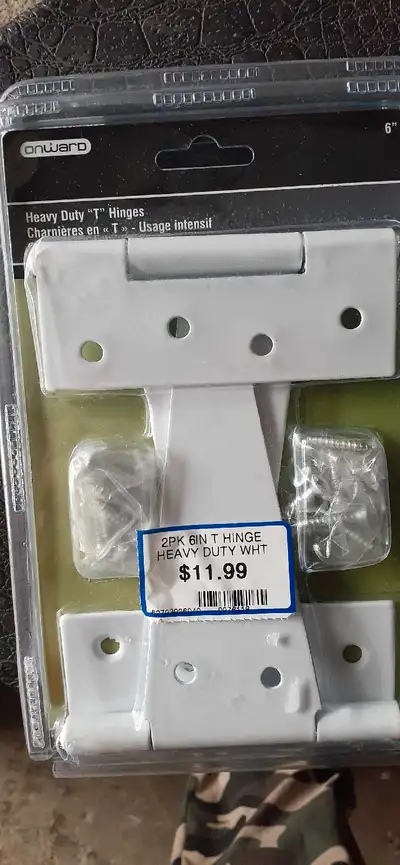 onward
6"
Heavy Duty "T" Hinges
Charnières en « T » - Usage intensif
2PK 6IN T HINGE
HEAVY DUTY WHT
$11.99